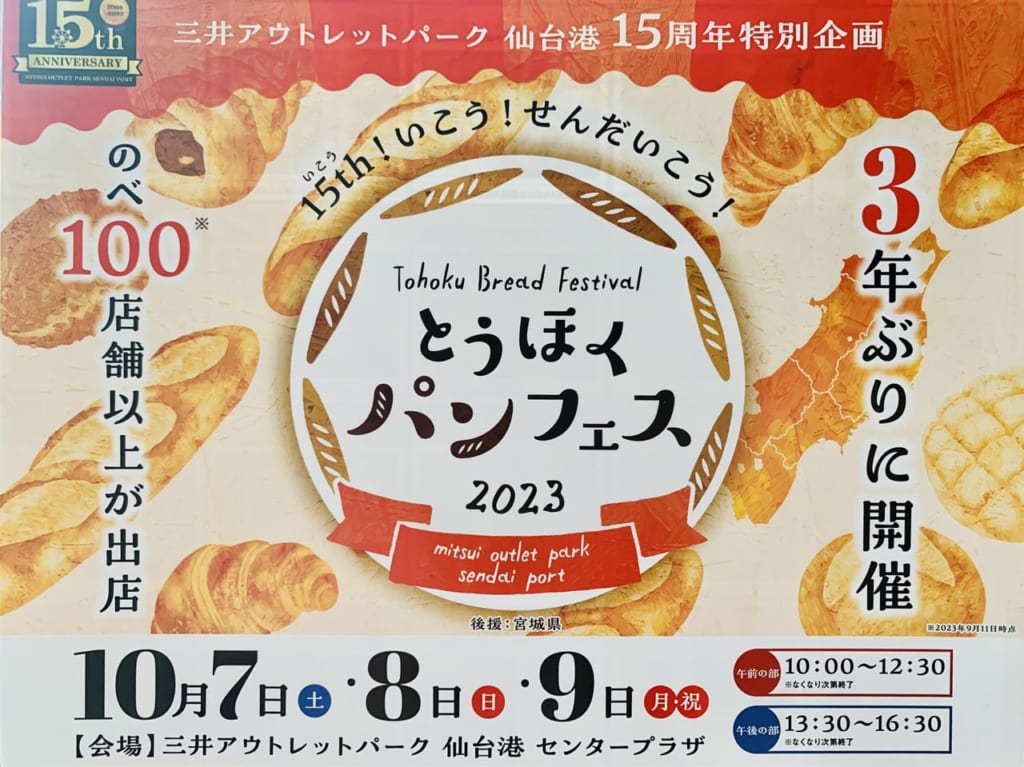 15th
ANNIVERSARY
MITSUI OUTLET PARK SENDAI PORT
三井アウトレットパーク 仙台港 15周年特別企画
いこう
15th!いこう!せんだいこう!
のべ100※店舗以上が出店
3年ぶりに開催
Tohoku Bread Festival
とうほく
パンフェス
2023
mitsui outlet park
sendai port
後援:宮城県
※2023年9月11日時点
10月7日土・8日日・9日月・祝
【会場】三井アウトレットパーク 仙台港 センタープラザ
午前の部 10:00～12:30
※なくなり次第終了
午後の部 13:30～16:30
※なくなり次第終了